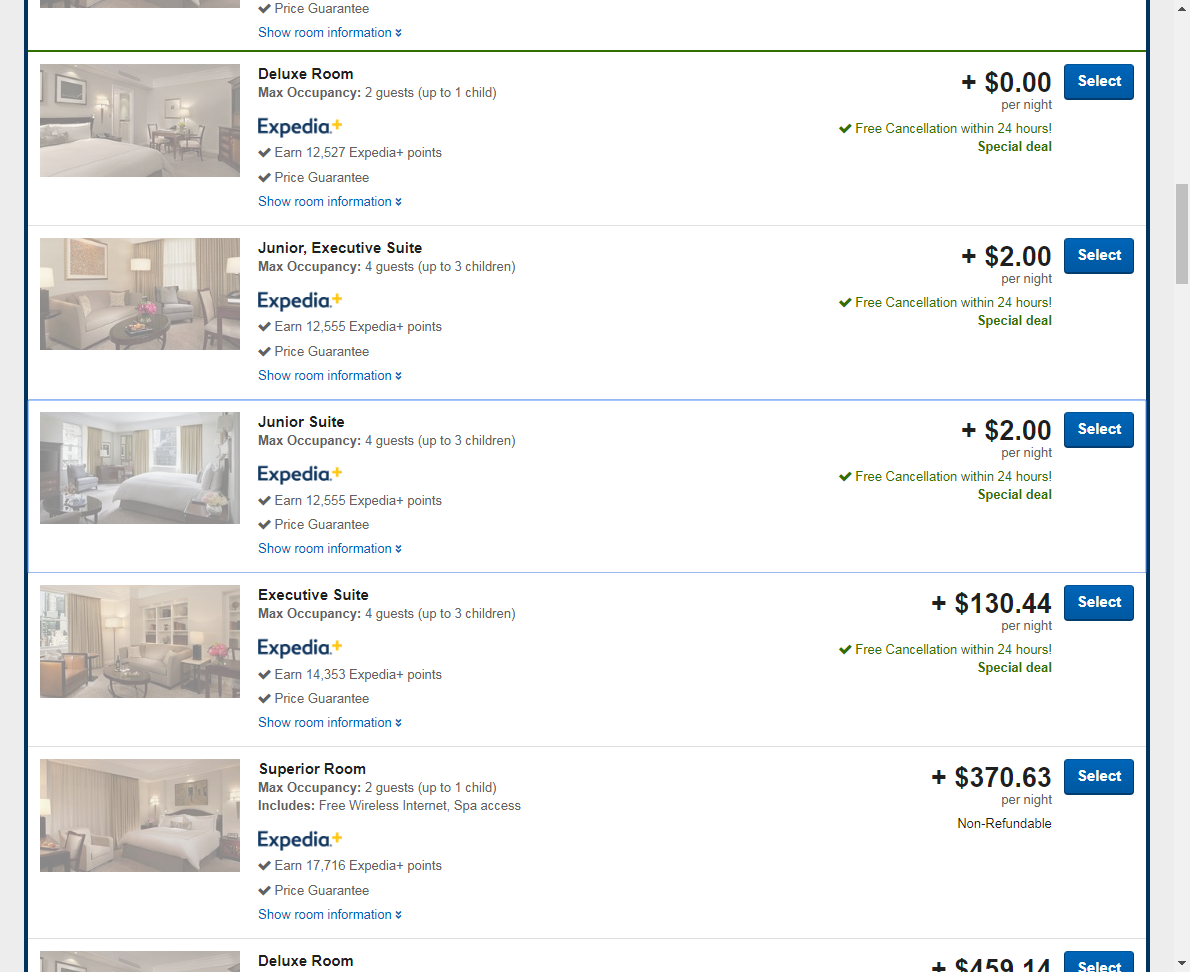 Price Guarantee
Show room information
Deluxe Room
Max Occupancy: 2 guests (up to 1 child)
Expedia+
Earn 12,527 Expedia+ points
Price Guarantee
Show room information
+ $0.00
per night
Free Cancellation within 24 hours!
Special deal
Select
Junior, Executive Suite
Max Occupancy: 4 guests (up to 3 children)
Expedia+
Earn 12,555 Expedia+ points
Price Guarantee
Show room information
+ $2.00
per night
Free Cancellation within 24 hours!
Special deal
Select
Junior Suite
Max Occupancy: 4 guests (up to 3 children)
Expedia+
Earn 12,555 Expedia+ points
Price Guarantee
Show room information
+ $2.00
per night
Free Cancellation within 24 hours!
Special deal
Select
Executive Suite
Max Occupancy: 4 guests (up to 3 children)
Expedia+
Earn 14,353 Expedia+ points
Price Guarantee
Show room information
+ $130.44
per night
Free Cancellation within 24 hours!
Special deal
Select
Superior Room
Max Occupancy: 2 guests (up to 1 child)
Includes: Free Wireless Internet, Spa access
Expedia+
Earn 17,716 Expedia+ points
Price Guarantee
Show room information
+ $370.63
per night
Non-Refundable
Select
Deluxe Room
+ $459.14
Select